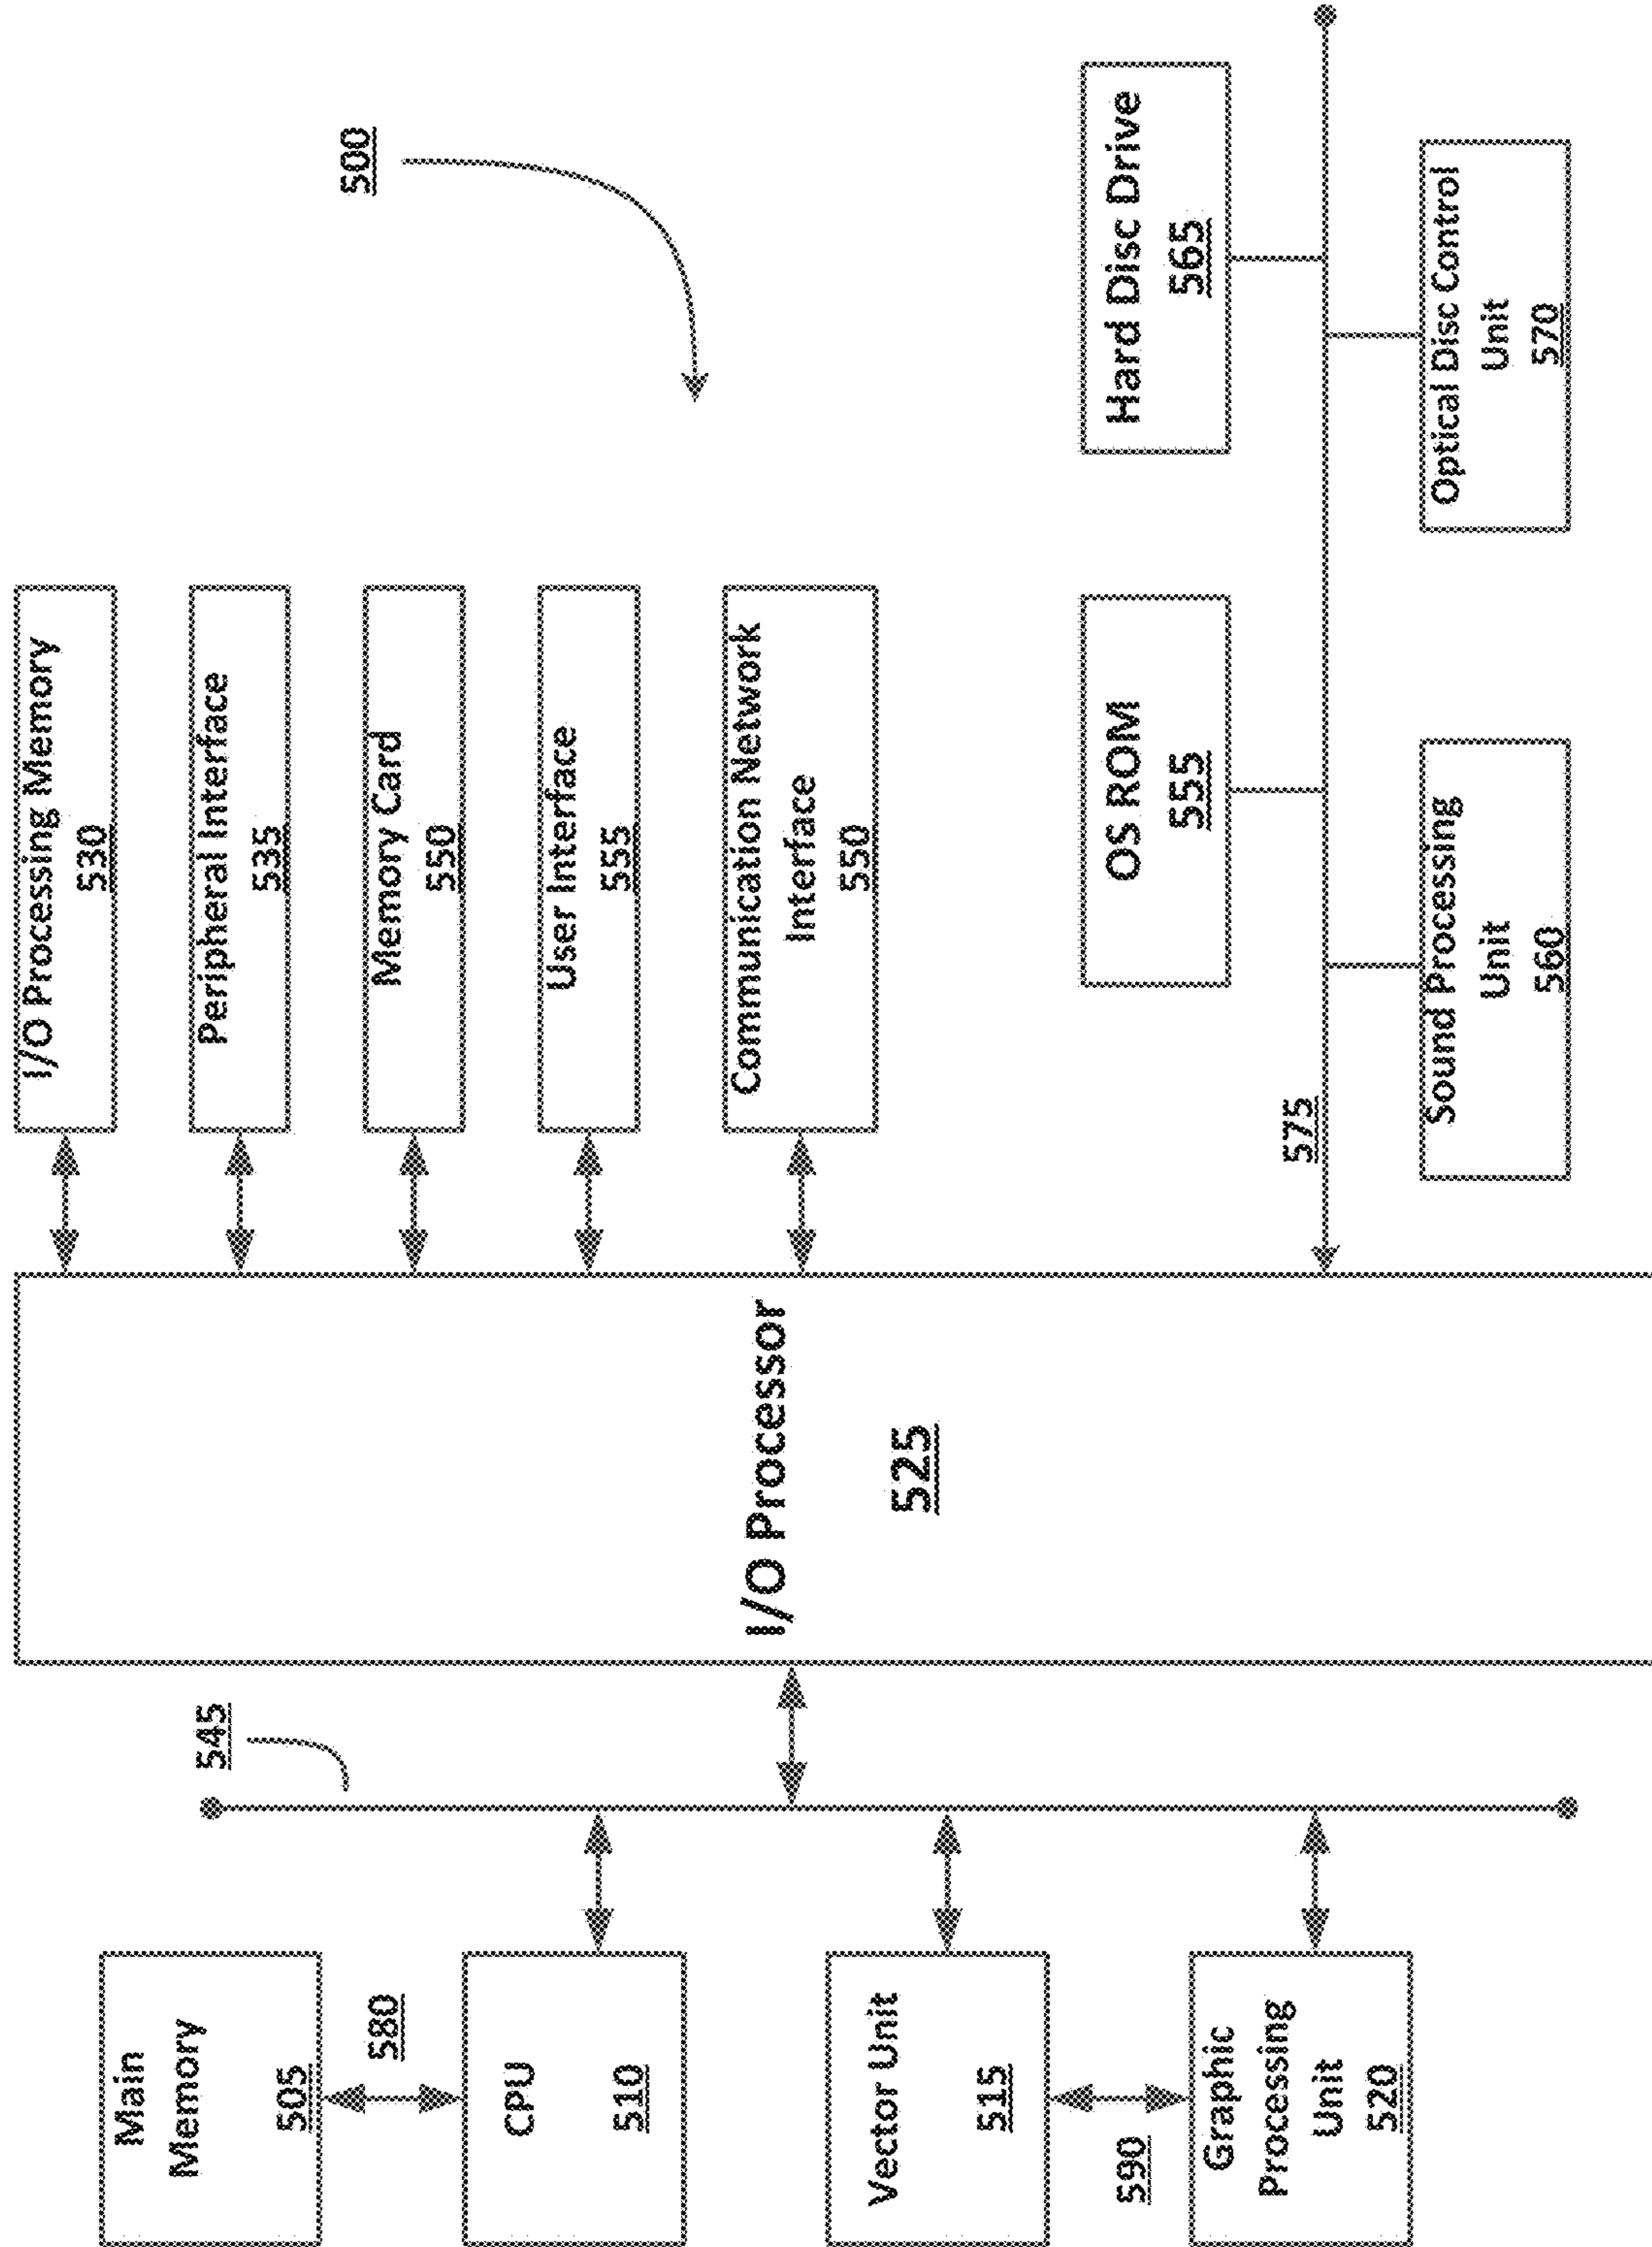 500
I/O Processing Memory
530
Peripheral Interface
535
Memory Card
550
User Interface
555
Communication Network
Interface
550
OS ROM
555
Hard Disc Drive
565
575
Sound Processing
Unit
560
Optical Disc Control
Unit
570
I/O Processor
525
545
Main
Memory
505
580
CPU
510
Vector Unit
515
590
Graphic
Processing
Unit
520